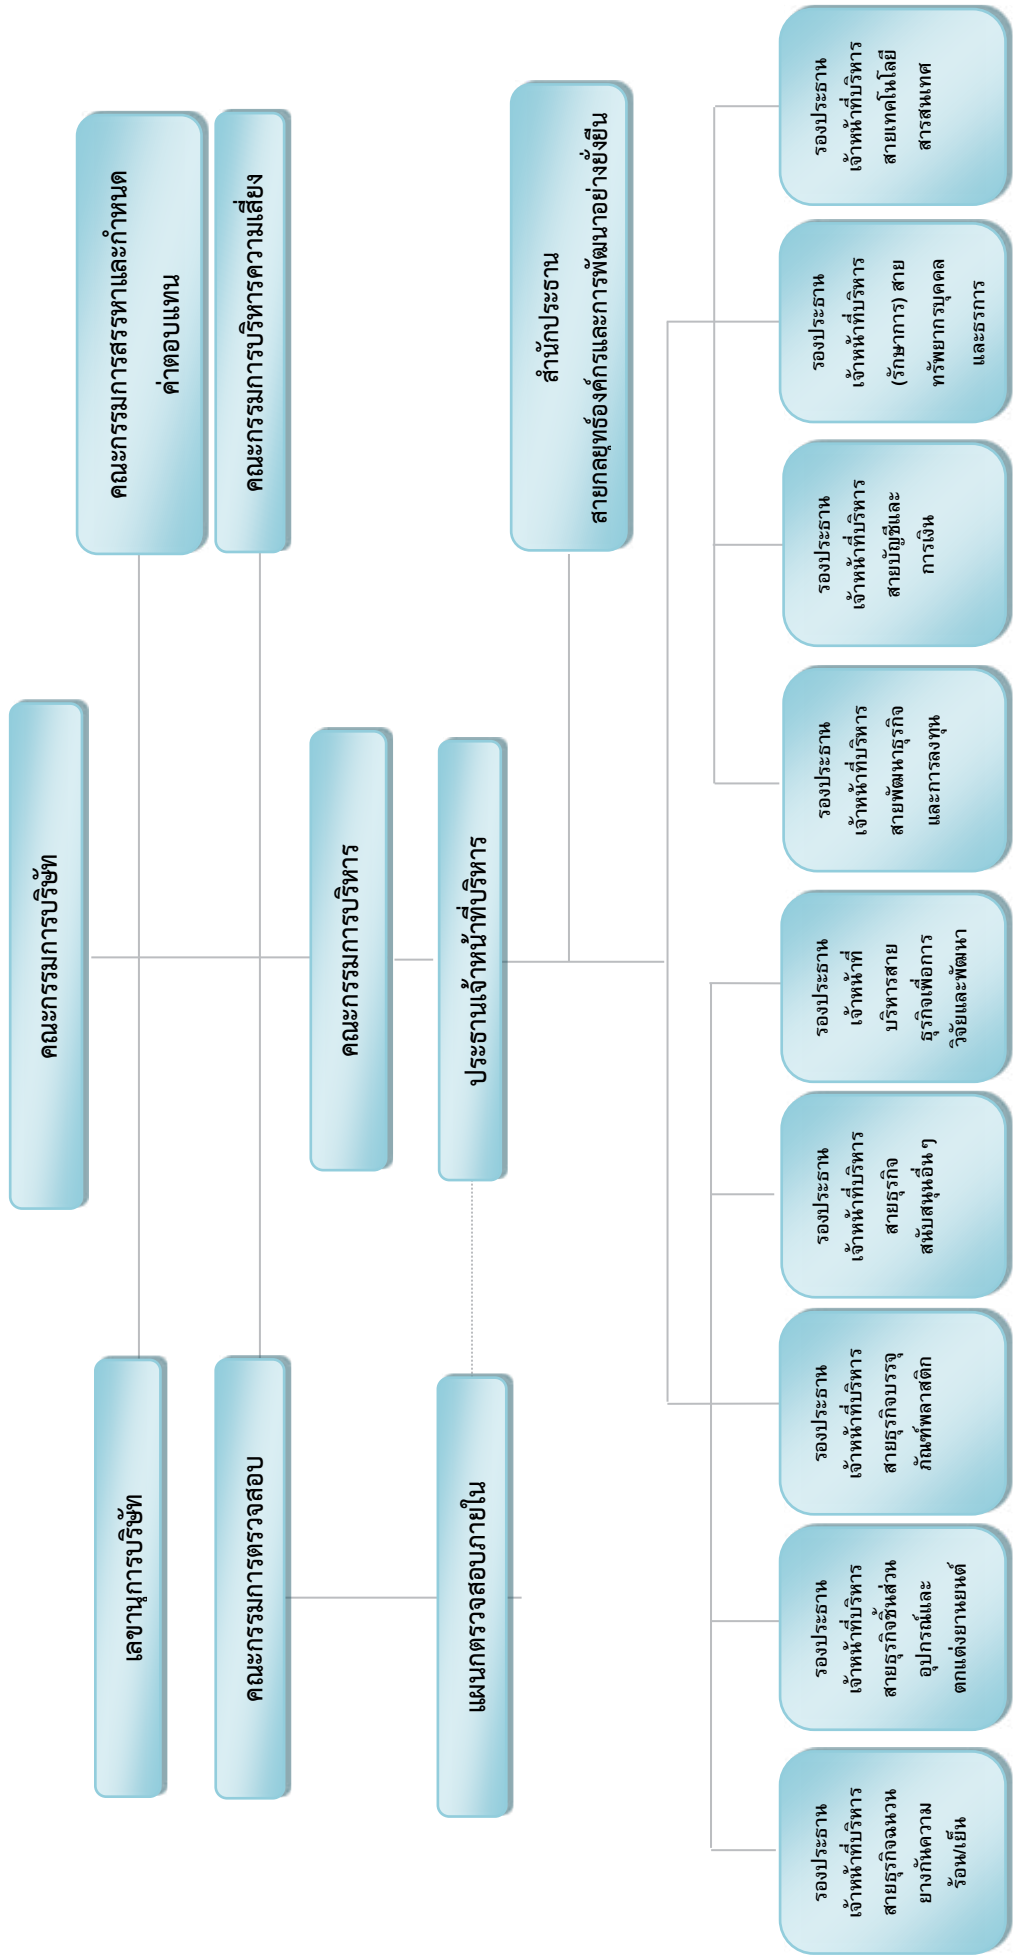 คณะกรรมการบริษัท
เลขานุการบริษัท
คณะกรรมการสรรหาและกำหนด
ค่าตอบแทน
คณะกรรมการตรวจสอบ
คณะกรรมการบริหารความเสี่ยง
คณะกรรมการบริหาร
แผนกตรวจสอบภายใน
ประธานเจ้าหน้าที่บริหาร
สำนักประธาน
สายกลยุทธ์องค์กรและการพัฒนาอย่างยั่งยืน
รองประธาน
เจ้าหน้าที่บริหาร
สายธุรกิจฉนวน
ยางกันความ
ร้อน/เย็น
รองประธาน
เจ้าหน้าที่บริหาร
สายธุรกิจชิ้นส่วน
อุปกรณ์และ
ตกแต่งยานยนต์
รองประธาน
เจ้าหน้าที่บริหาร
สายธุรกิจบรรจุ
ภัณฑ์พลาสติก
รองประธาน
เจ้าหน้าที่บริหาร
สายธุรกิจ
สนับสนุนอื่น ๆ
รองประธาน
เจ้าหน้าที่
บริหารสาย
ธุรกิจเพื่อการ
วิจัยและพัฒนา
รองประธาน
เจ้าหน้าที่บริหาร
สายพัฒนาธุรกิจ
และการลงทุน
รองประธาน
เจ้าหน้าที่บริหาร
สายบัญชีและ
การเงิน
รองประธาน
เจ้าหน้าที่บริหาร
(รักษาการ) สาย
ทรัพยากรบุคคล
และธุรการ
รองประธาน
เจ้าหน้าที่บริหาร
สายเทคโนโลยี
สารสนเทศ